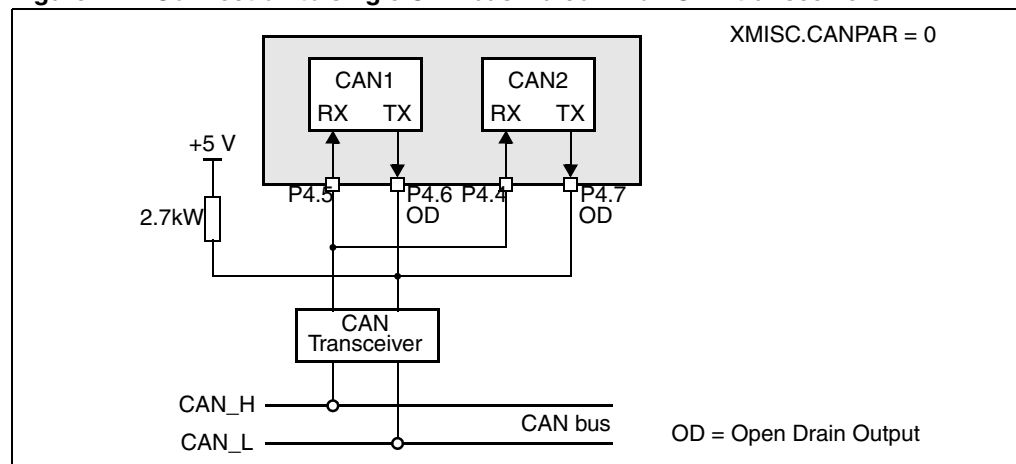 XMISC.CANPAR = 0
CAN1
CAN2
RX TX
RX TX
+5 V
P4.5
P4.6
P4.4
P4.7
OD
OD
2.7kW
CAN
Transceiver
CAN_H
CAN bus
CAN_L
OD = Open Drain Output